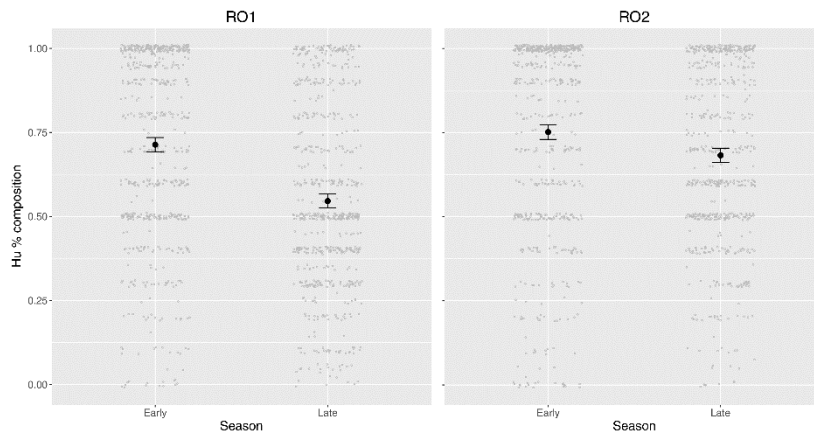 RO1
RO2
Hu % composition
1.00
0.75
0.50
0.25
0.00
Early
Late
Early
Late
Season
Season